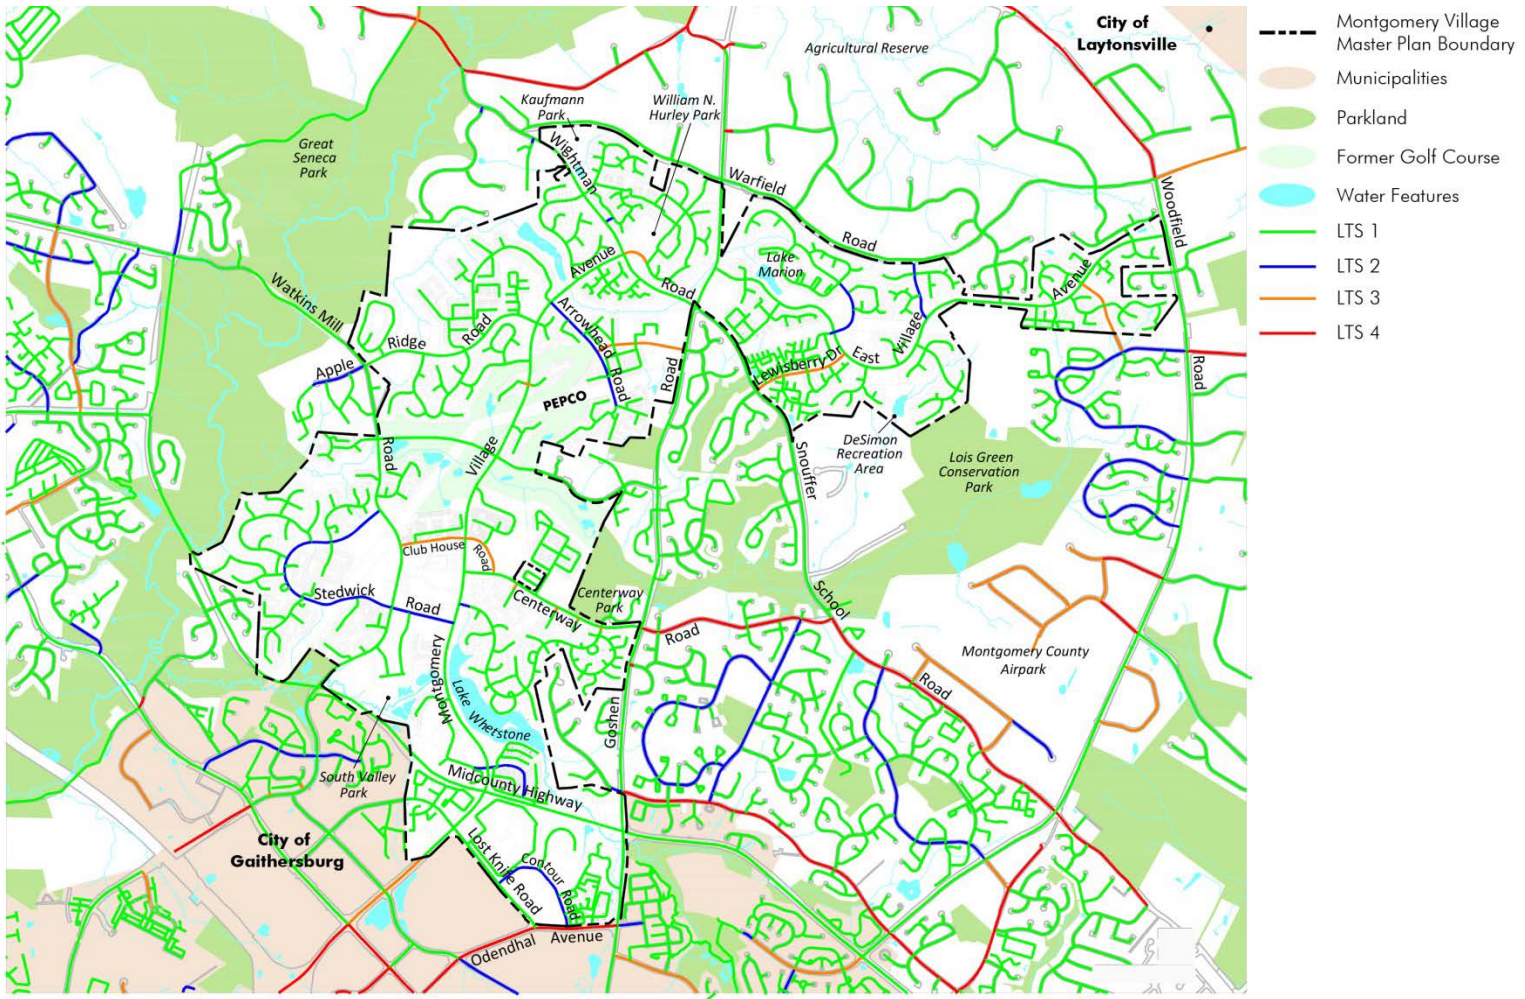 City of
Laytonsville
Agricultural Reserve
Kaufmann
Park
William N.
Hurley Park
Great
Seneca
Park
Wightman
Warfield
Road
Woodfield
Road
Lake
Marion
Avenue
Road
Avenue
Watkins Mill
Road
Arrowhead
Road
Apple
Ridge
Road
Road
Lewisberry Dr
East
Village
PEPCO
Village
DeSimon
Recreation
Area
Snouffer
Lois Green
Conservation
Park
Club House
Road
Stedwick
Road
Centerway
Centerway
Park
School
Road
Road
Montgomery County
Airpark
Montgomery
Lake Whetstone
Goshen
South Valley
Park
Midcounty Highway
City of
Gaithersburg
Lost Knife Road
Contour
Road
Odendhal
Avenue
Montgomery Village
Master Plan Boundary
Municipalities
Parkland
Former Golf Course
Water Features
LTS 1
LTS 2
LTS 3
LTS 4